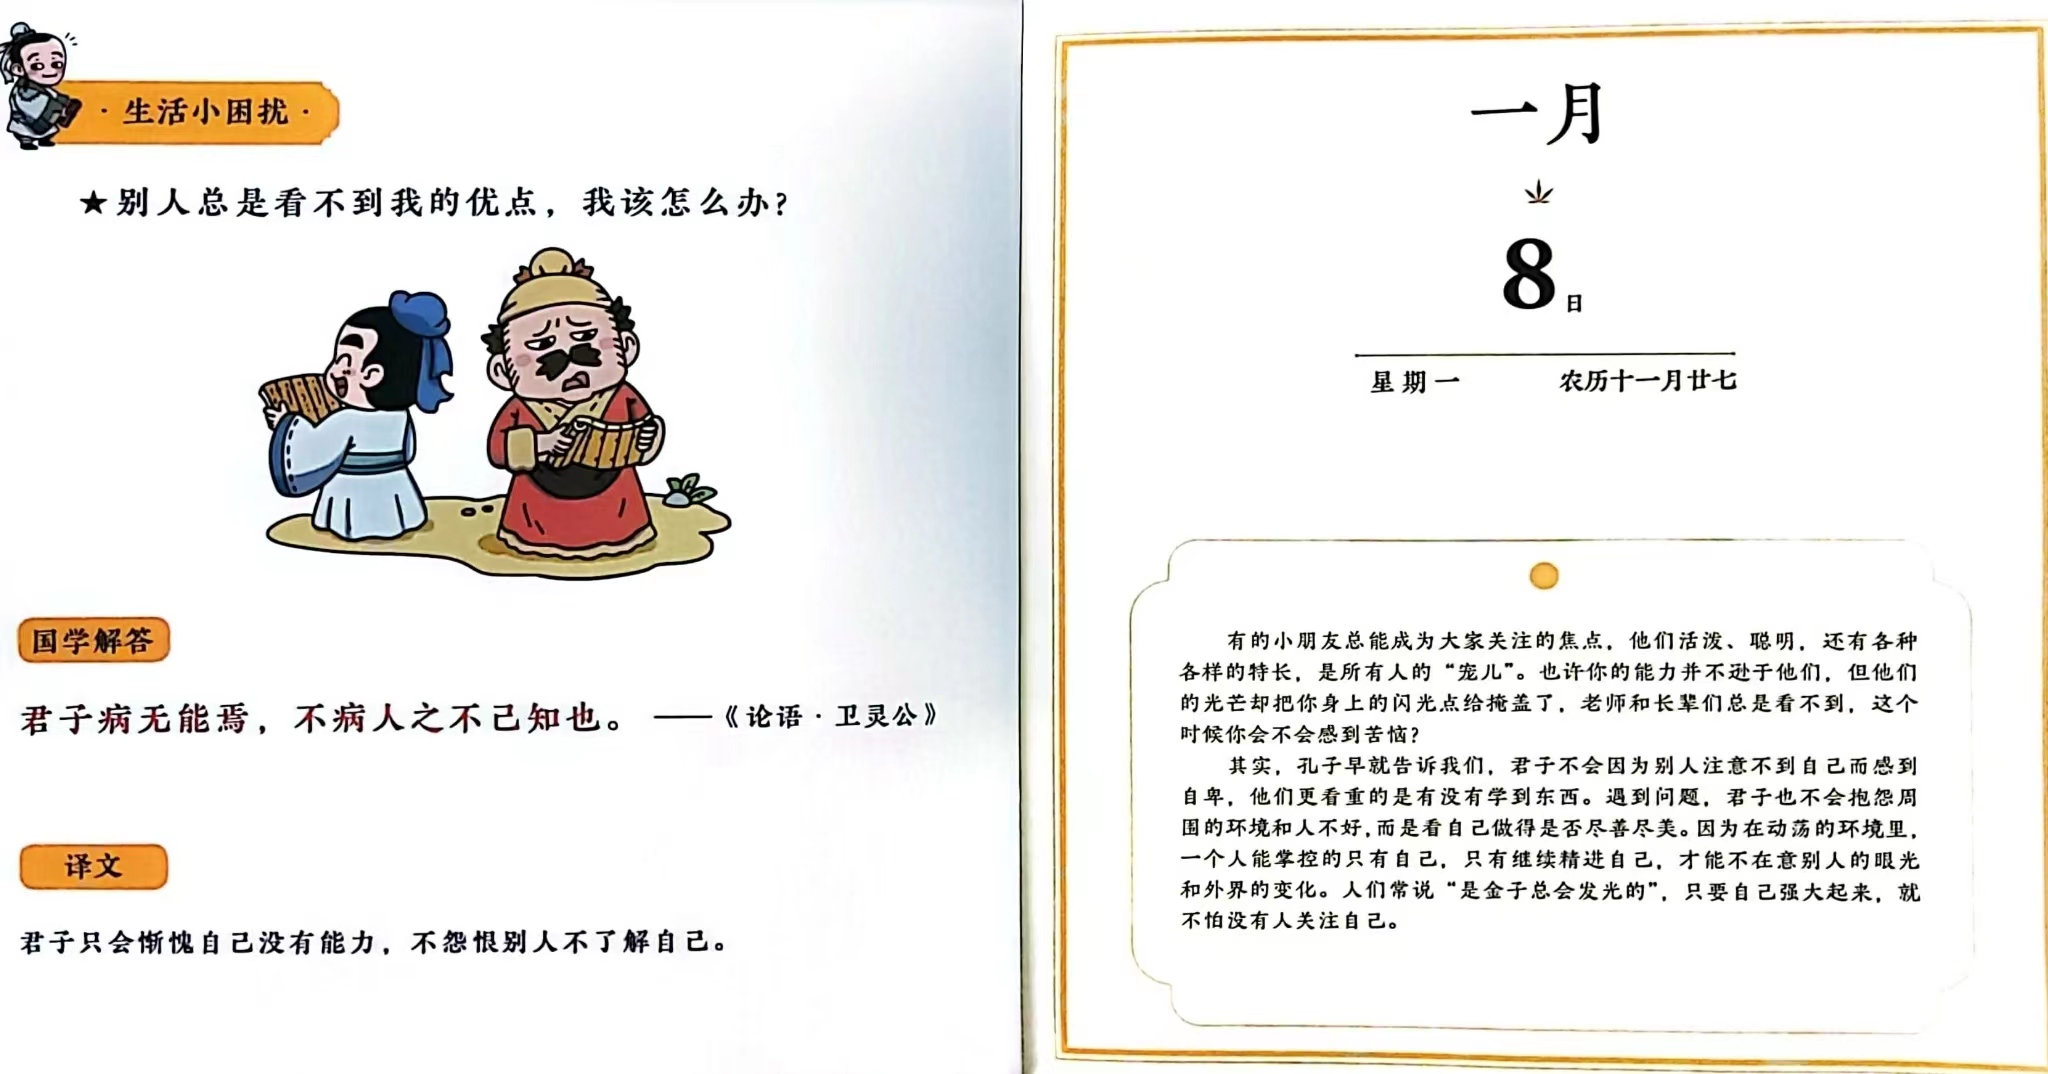 ·生活小困扰·
★别人总是看不到我的优点，我该怎么办？
国学解答
君子病无能焉，不病人之不己知也。——《论语·卫灵公》
译文
君子只会惭愧自己没有能力，不怨恨别人不了解自己。
一月
8日
星期一 农历十一月廿七
有的小朋友总能成为大家关注的焦点，他们活泼、聪明，还有各种
各样的特长，是所有人的“宠儿”。也许你的能力并不逊于他们，但他们
的光芒却把你身上的闪光点给掩盖了，老师和长辈们总是看不到，这个
时候你会不会感到苦恼？
其实，孔子早就告诉我们，君子不会因为别人注意不到自己而感到
自卑，他们更看重的是有没有学到东西。遇到问题，君子也不会抱怨周
围的环境和人不好，而是看自己做得是否尽善尽美。因为在动荡的环境里，
一个人能掌控的只有自己，只有继续精进自己，才能不在意别人的眼光
和外界的变化。人们常说“是金子总会发光的”，只要自己强大起来，就
不怕没有人关注自己。